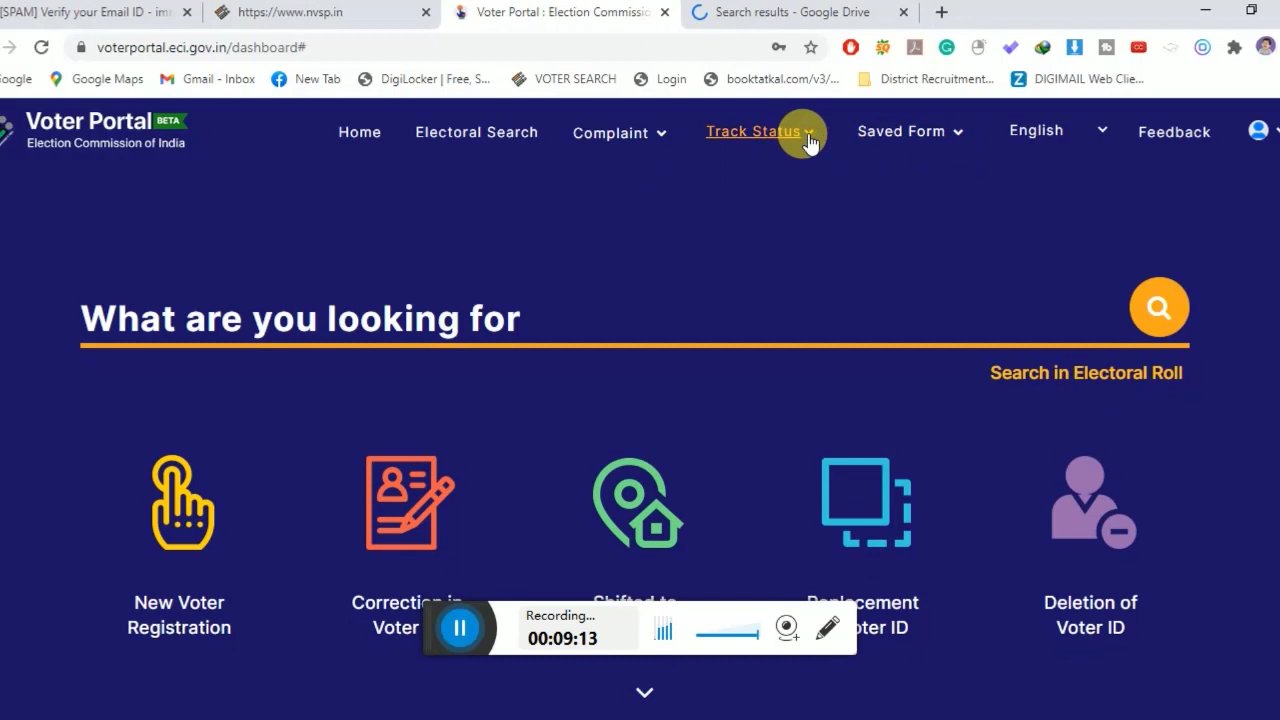 [SPAM] Verify your Email ID - im
https://www.nvsp.in
Voter Portal : Election Commissio
Search results - Google Drive
voterportal.eci.gov.in/dashboard#
oogle
Google Maps
Gmail - Inbox
New Tab
DigiLocker | Free, S...
VOTER SEARCH
Login
booktatkal.com/v3/...
District Recruitment...
DIGIMAIL Web Clie...
Voter Portal BETA
Election Commission of India
Home
Electoral Search
Complaint
Track Status
Saved Form
English
Feedback
What are you looking for
Search in Electoral Roll
New Voter
Registration
Correction in
Voter
Shifted to
Replacement
oter ID
Deletion of
Voter ID
Recording...
00:09:13